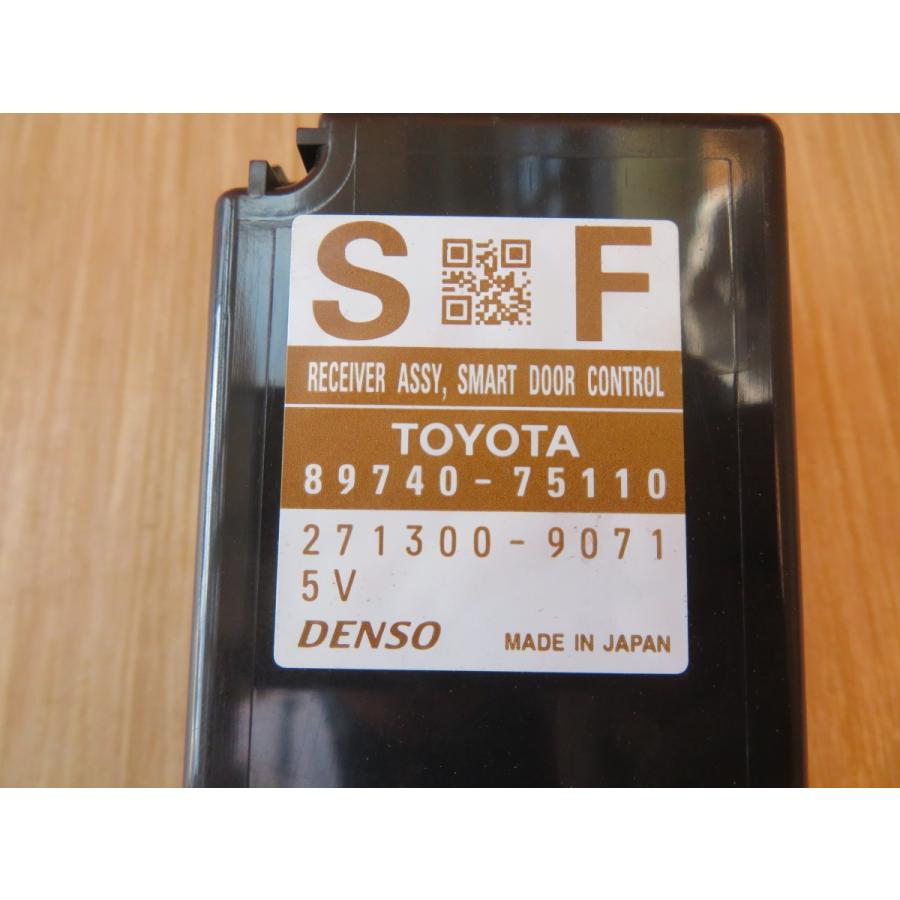 S F
RECEIVER ASSY, SMART DOOR CONTROL
TOYOTA
89740-75110
271300-9071
5V
DENSO MADE IN JAPAN